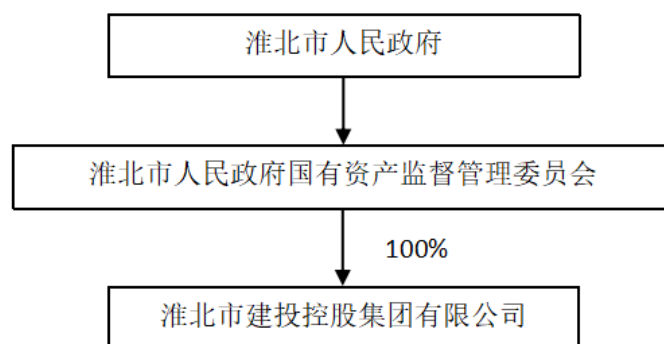 淮北市人民政府
淮北市人民政府国有资产监督管理委员会
100%
淮北市建投控股集团有限公司